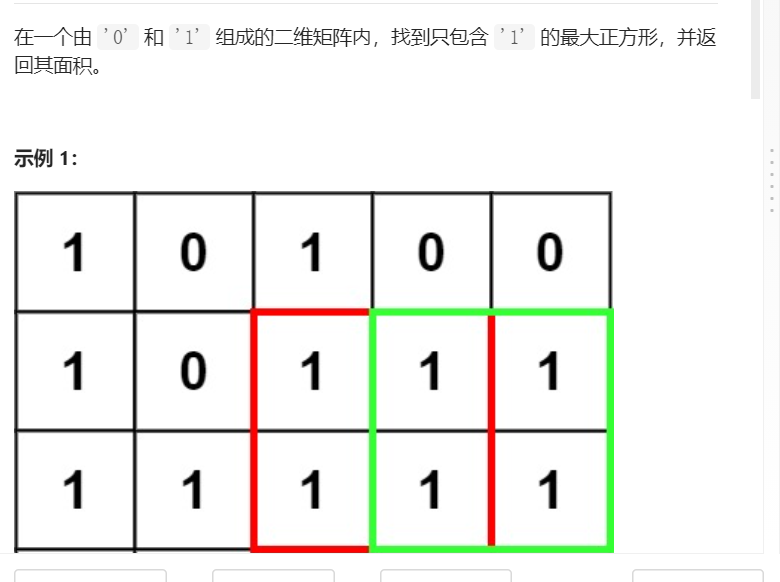 在一个由 '0' 和 '1' 组成的二维矩阵内，找到只包含 '1' 的最大正方形，并返
回其面积。
示例 1：
1 0 1 0 0
1 0 1 1 1
1 1 1 1 1